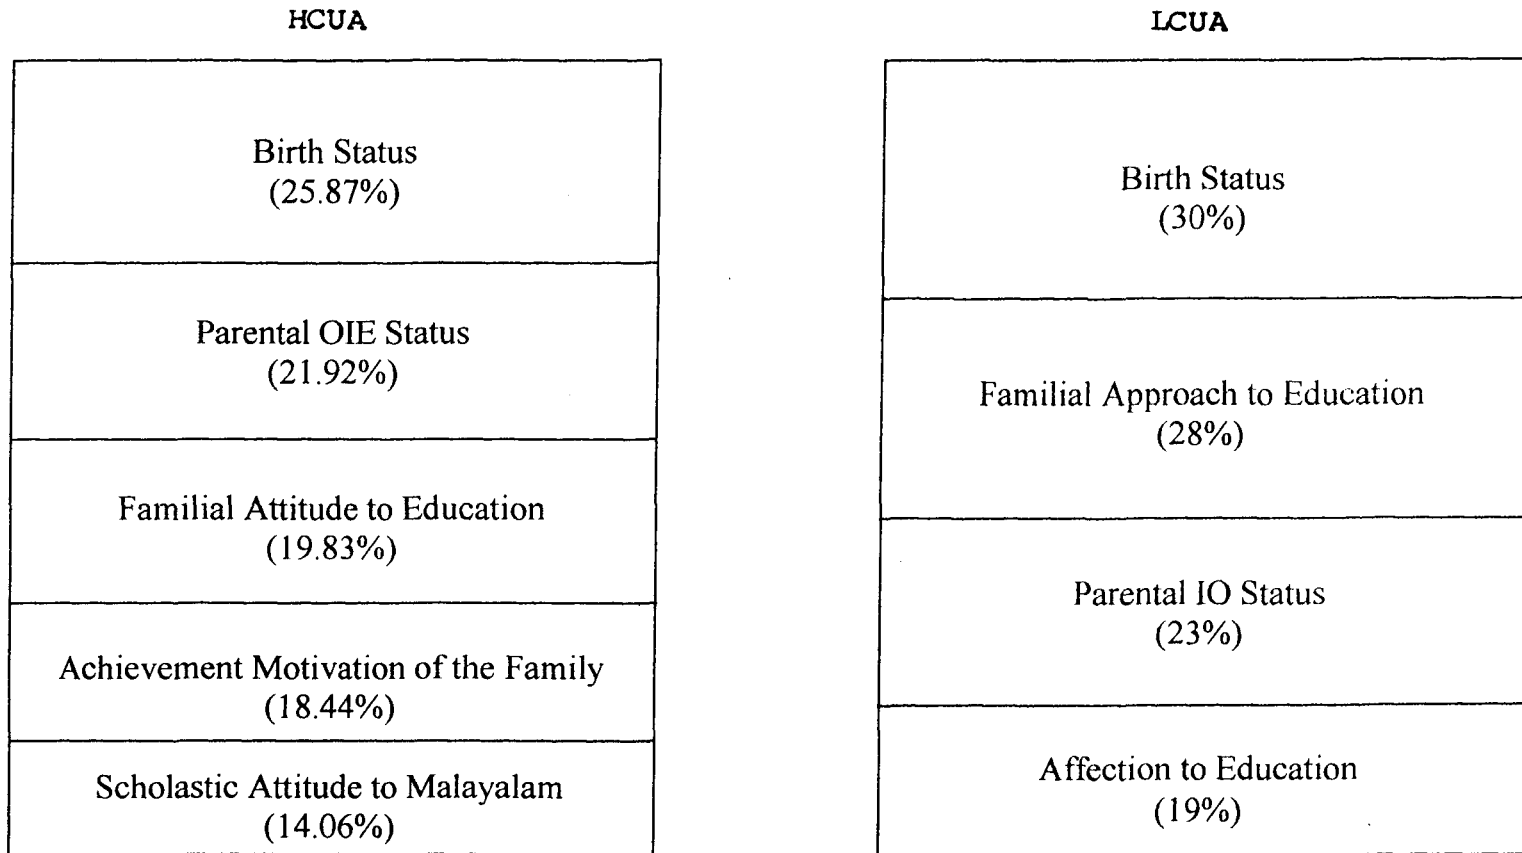 HCUA
Birth Status
(25.87%)
Parental OIE Status
(21.92%)
Familial Attitude to Education
(19.83%)
Achievement Motivation of the Family
(18.44%)
Scholastic Attitude to Malayalam
(14.06%)
LCUA
Birth Status
(30%)
Familial Approach to Education
(28%)
Parental IO Status
(23%)
Affection to Education
(19%)